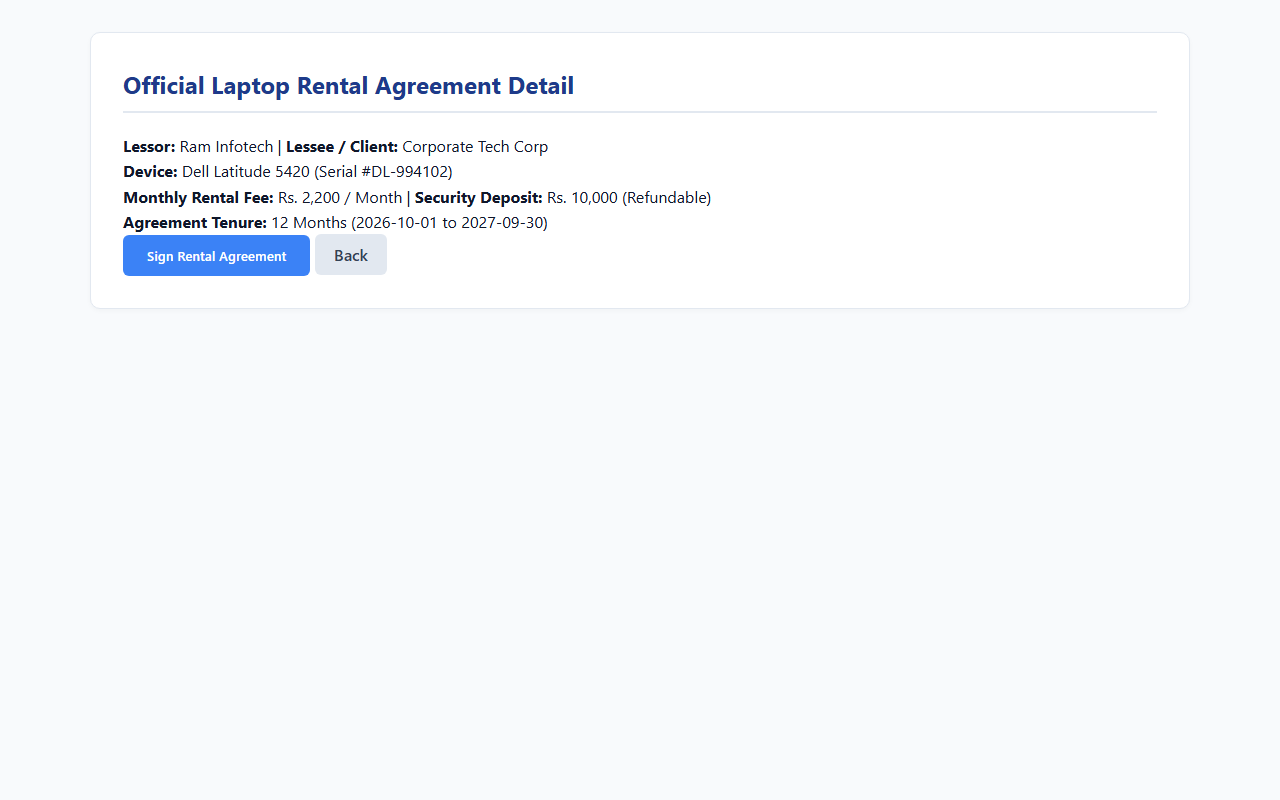 Official Laptop Rental Agreement Detail
Lessor: Ram Infotech | Lessee / Client: Corporate Tech Corp
Device: Dell Latitude 5420 (Serial #DL-994102)
Monthly Rental Fee: Rs. 2,200 / Month | Security Deposit: Rs. 10,000 (Refundable)
Agreement Tenure: 12 Months (2026-10-01 to 2027-09-30)
Sign Rental Agreement Back